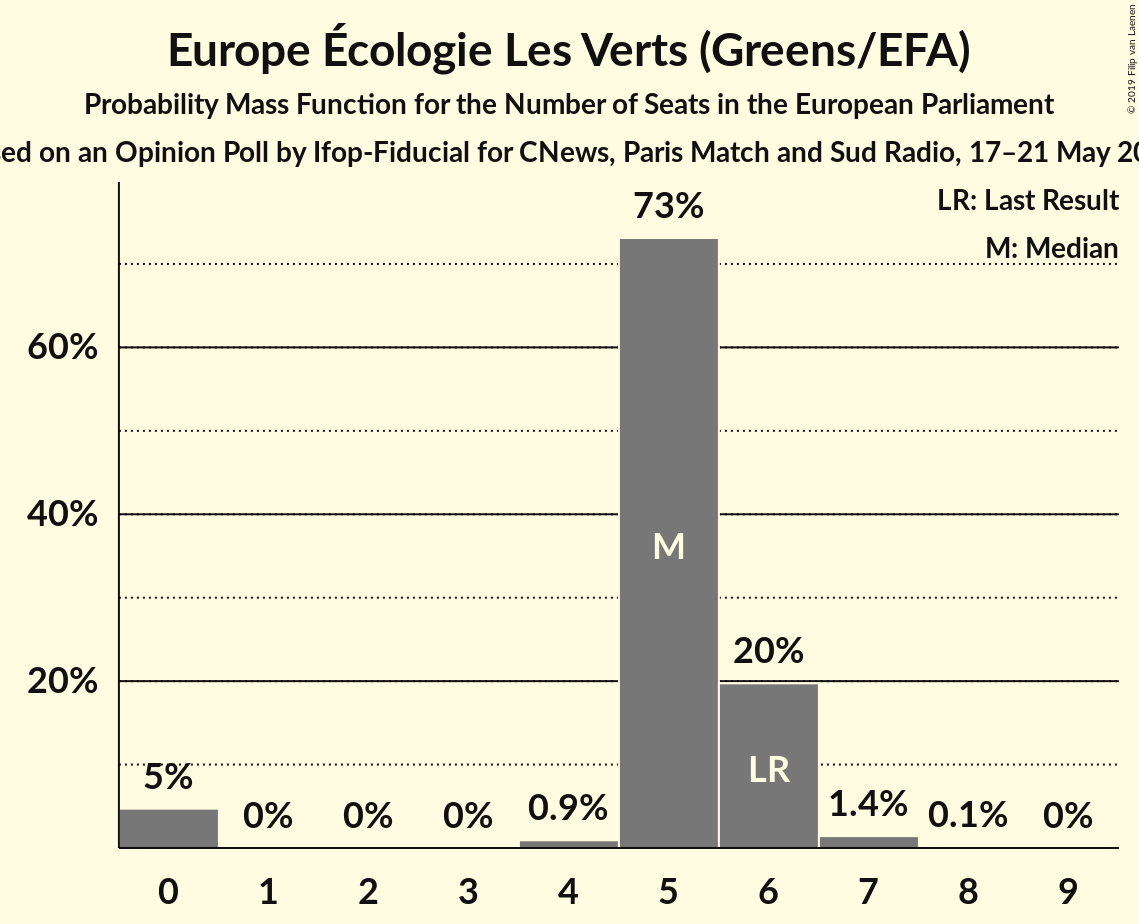 Europe Écologie Les Verts (Greens/EFA)
Probability Mass Function for the Number of Seats in the European Parliament
on an Opinion Poll by Ifop-Fiducial for CNews, Paris Match and Sud Radio, 17–21 May
© 2019 Filip van Laenen
LR: Last Result
M: Median
73%
60%
40%
M
20%
20%
LR
5%
0%
0%
0%
0.9%
1.4%
0.1%
0%
0 1 2 3 4 5 6 7 8 9